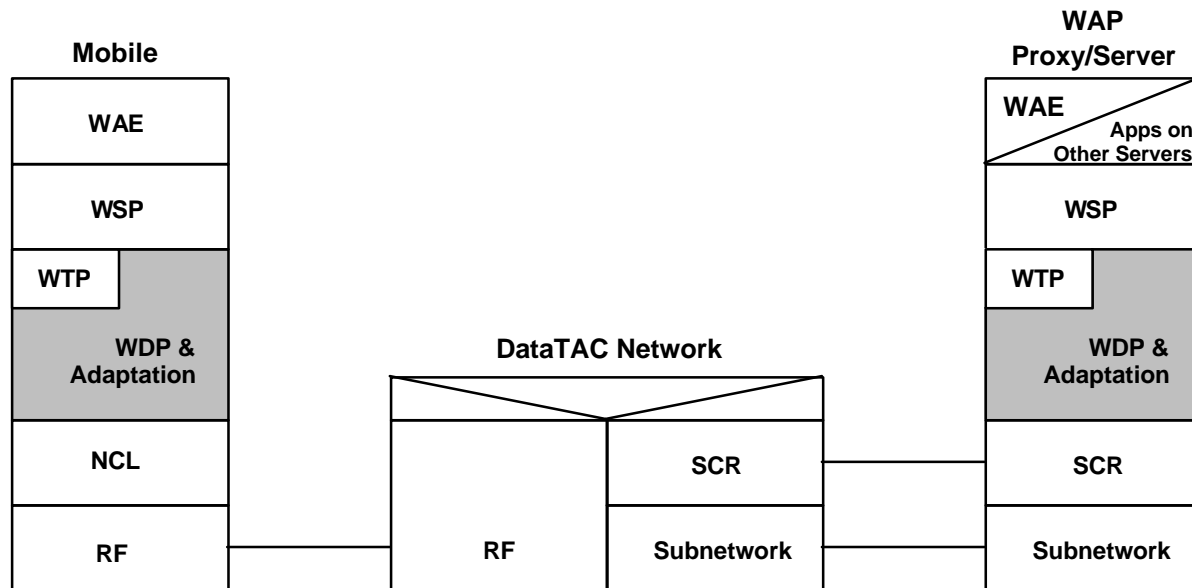 Mobile
WAE
WSP
WTP
WDP &
Adaptation
NCL
RF
DataTAC Network
RF
SCR
Subnetwork
WAP
Proxy/Server
WAE
Apps on
Other Servers
WSP
WTP
WDP &
Adaptation
SCR
Subnetwork